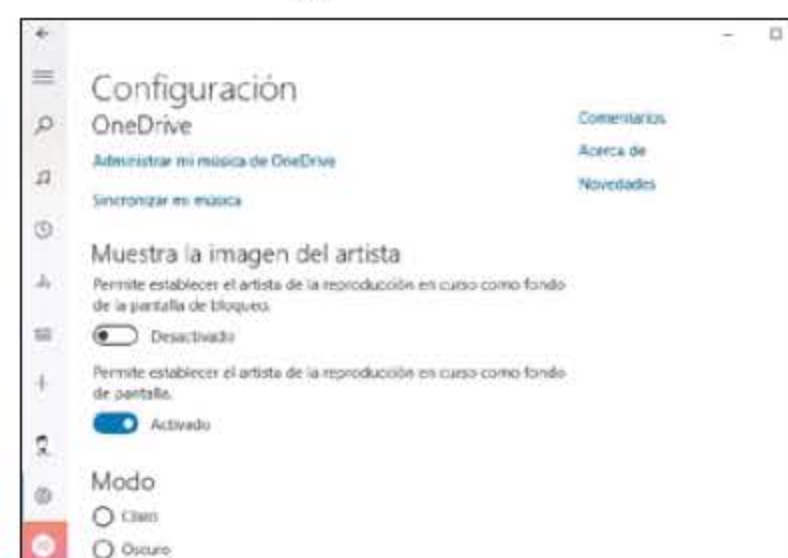 Configuración
OneDrive
Administrar mi música de OneDrive
Sincronizar mi música
Comentarios
Acerca de
Novedades
Muestra la imagen del artista
Permite establecer el artista de la reproducción en curso como fondo
de la pantalla de bloqueo.
Desactivado
Permite establecer el artista de la reproducción en curso como fondo
de pantalla.
Activado
Modo
Claro
Oscuro